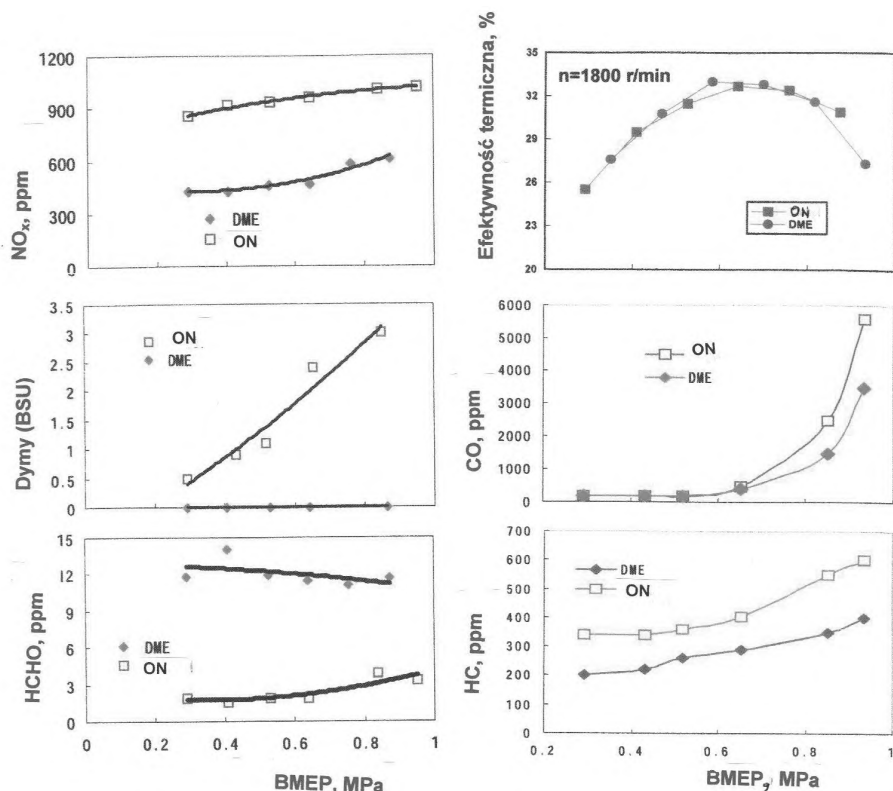 NOx, ppm
1200
900
600
300
0
DME
ON
Efektywność termiczna, %
35
32
29
26
23
20
n=1800 r/min
ON
DME
Dymy (BSU)
3.5
3
2.5
2
1.5
1
0.5
0
ON
DME
CO, ppm
6000
5000
4000
3000
2000
1000
0
ON
DME
HCHO, ppm
15
12
9
6
3
0
DME
ON
0
0.2
0.4
0.6
0.8
1
BMEP, MPa
HC, ppm
700
600
500
400
300
200
100
0
DME
ON
0.2
0.4
0.6
0.8
1
BMEP, MPa